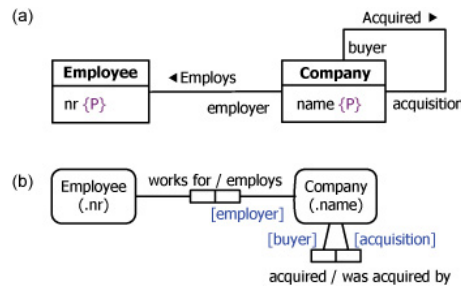 (a)
Acquired ►
buyer
Employee
nr {P}
◄ Employs
employer
Company
name {P}
acquisition
(b)
Employee
(.nr)
works for / employs
[employer]
Company
(.name)
[buyer]
[acquisition]
acquired / was acquired by